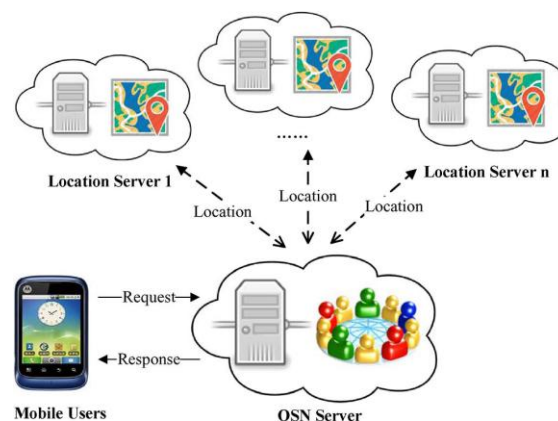 ......
Location Server 1
Location Server n
Location
Location
Location
Request
Response
Mobile Users
OSN Server